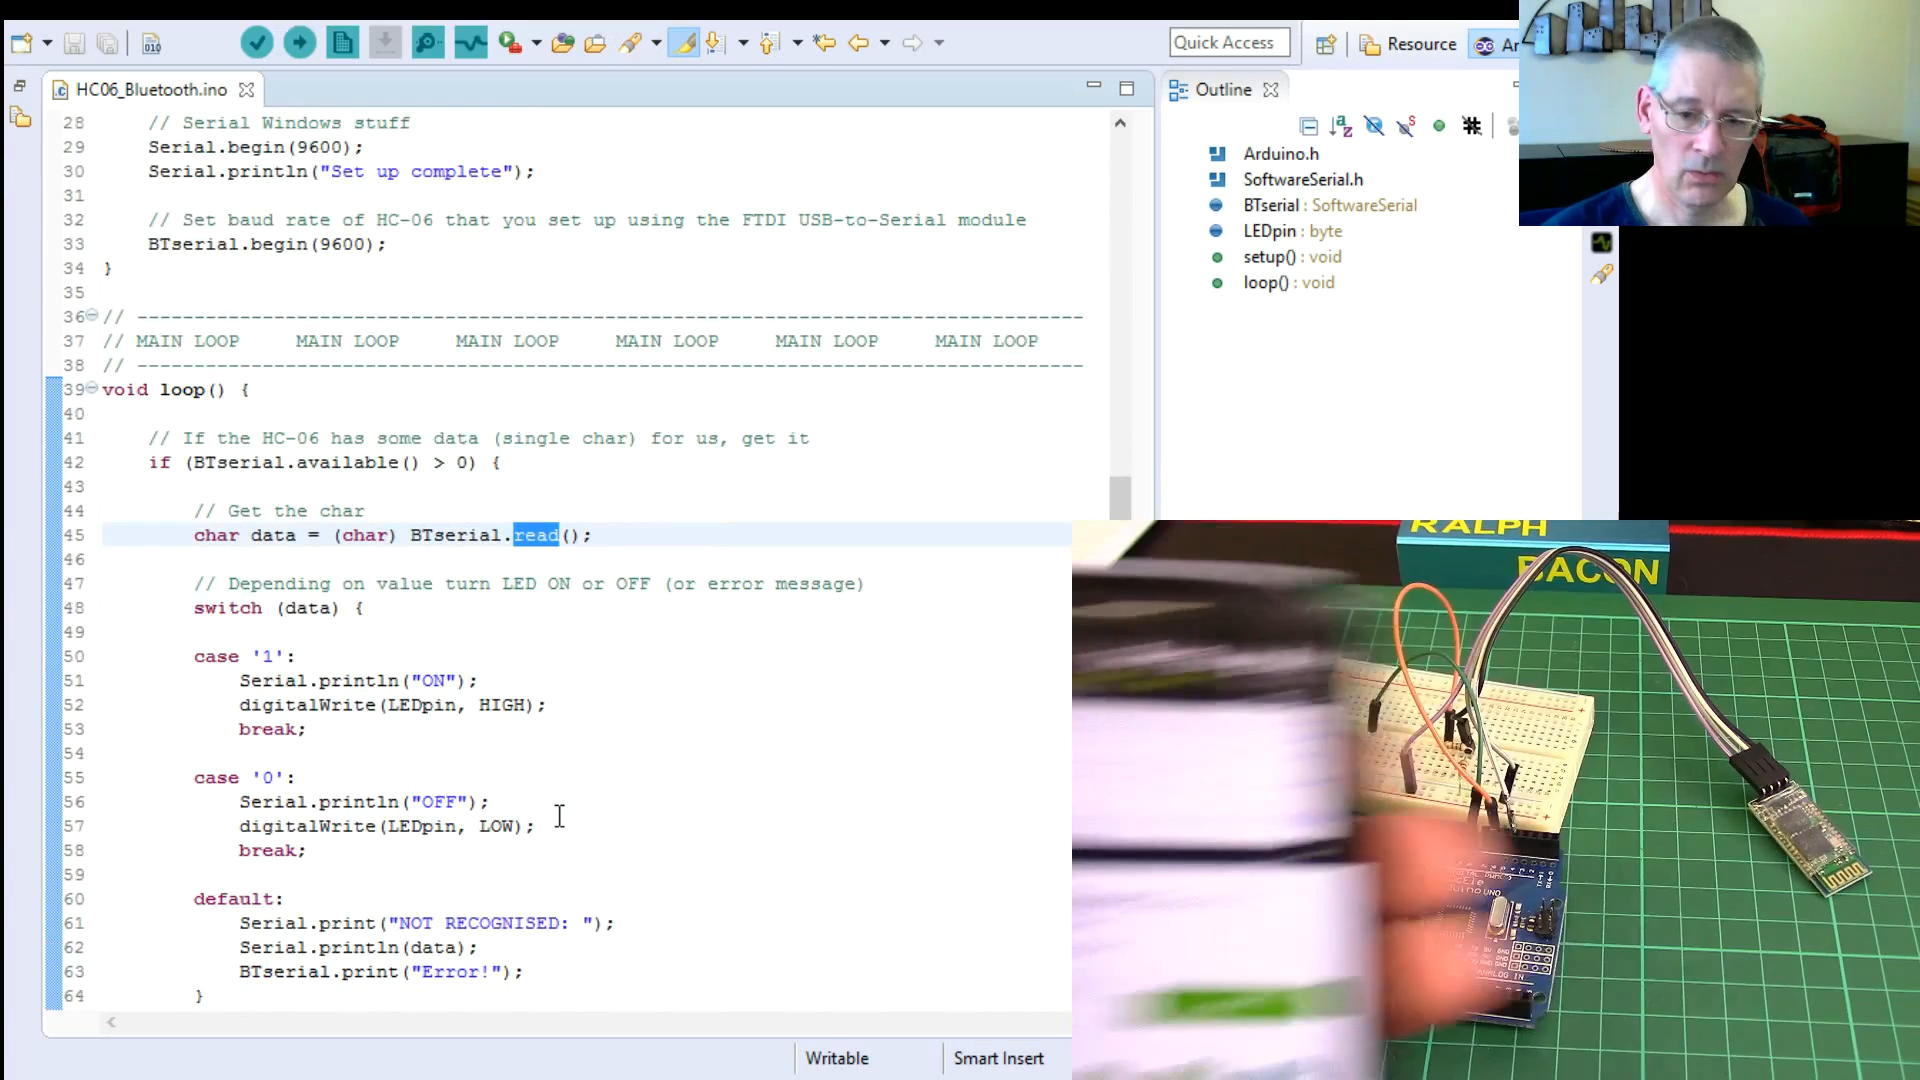 Quick Access
Resource
HC06_Bluetooth.ino
28 // Serial Windows stuff
29 Serial.begin(9600);
30 Serial.println("Set up complete");
31
32 // Set baud rate of HC-06 that you set up using the FTDI USB-to-Serial module
33 BTserial.begin(9600);
34 }
35
36 // -----------------------------------------------------------------------------------
37 // MAIN LOOP MAIN LOOP MAIN LOOP MAIN LOOP MAIN LOOP MAIN LOOP
38 // -----------------------------------------------------------------------------------
39 void loop() {
40
41 // If the HC-06 has some data (single char) for us, get it
42 if (BTserial.available() > 0) {
43
44 // Get the char
45 char data = (char) BTserial.read();
46
47 // Depending on value turn LED ON or OFF (or error message)
48 switch (data) {
49
50 case '1':
51 Serial.println("ON");
52 digitalWrite(LEDpin, HIGH);
53 break;
54
55 case '0':
56 Serial.println("OFF");
57 digitalWrite(LEDpin, LOW);
58 break;
59
60 default:
61 Serial.print("NOT RECOGNISED: ");
62 Serial.println(data);
63 BTserial.print("Error!");
64 }
Writable
Smart Insert
Outline
Arduino.h
SoftwareSerial.h
BTserial : SoftwareSerial
LEDpin : byte
setup() : void
loop() : void
RALPH
BACON
UNO
ANALOG IN